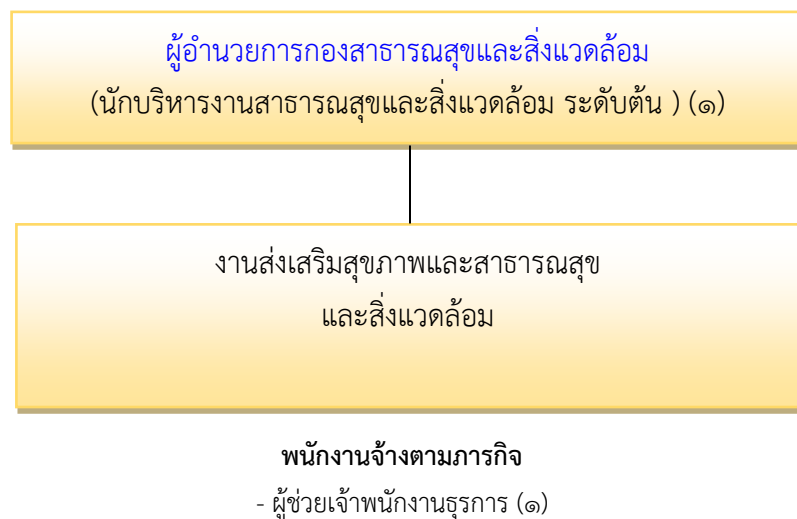 ผู้อำนวยการกองสาธารณสุขและสิ่งแวดล้อม
(นักบริหารงานสาธารณสุขและสิ่งแวดล้อม ระดับต้น ) (๑)
งานส่งเสริมสุขภาพและสาธารณสุข
และสิ่งแวดล้อม
พนักงานจ้างตามภารกิจ
- ผู้ช่วยเจ้าพนักงานธุรการ (๑)